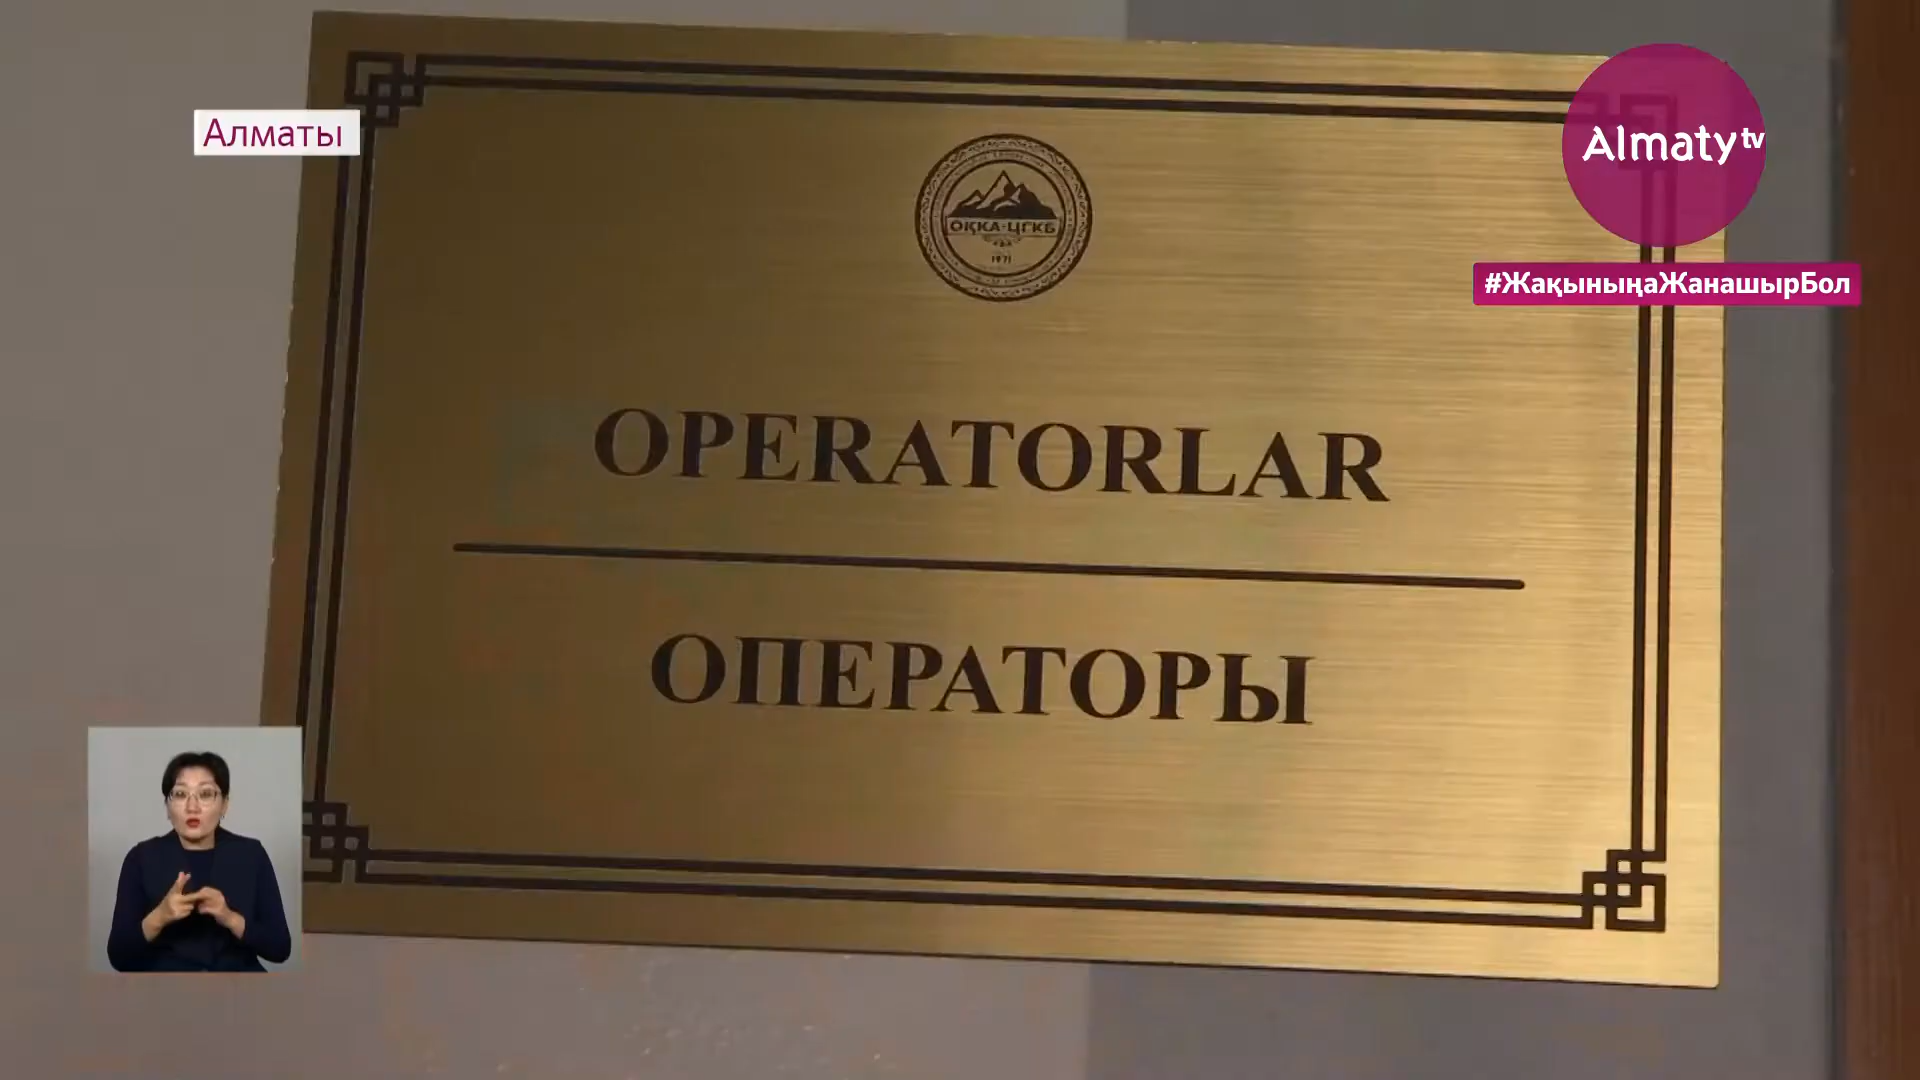 Алматы
Almaty tv
#ЖақыныңаЖанашырБол
ОҚКА-ЦГКБ
1971
OPERATORLAR
ОПЕРАТОРЫ